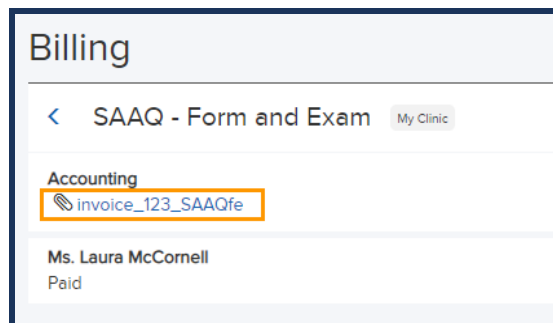 Billing
SAAQ - Form and Exam My Clinic
Accounting
invoice_123_SAAQfe
Ms. Laura McCornell
Paid